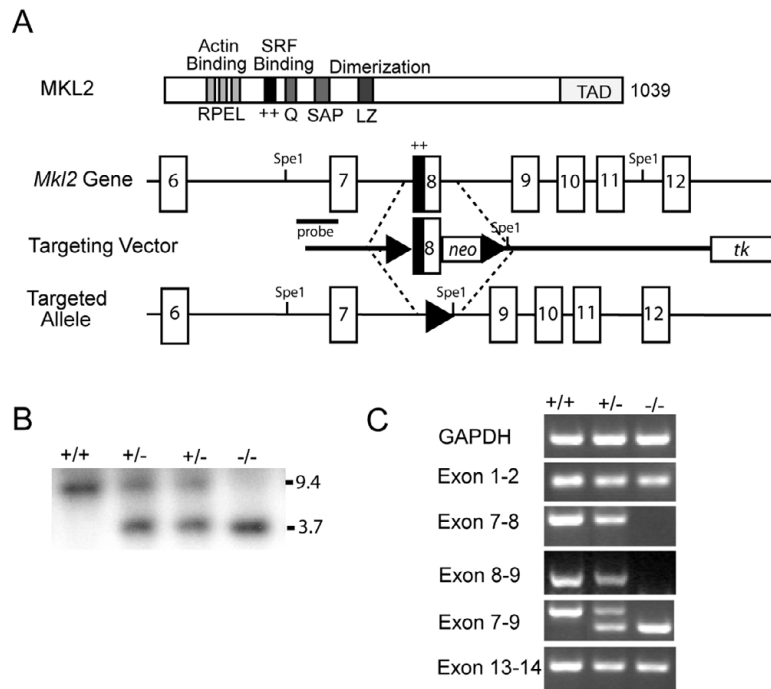 A
Actin Binding
SRF Binding
Dimerization
MKL2
TAD
1039
RPEL ++ Q SAP LZ
++
Mkl2 Gene
6 Spe1 7 8 9 10 11 Spe1 12
probe
Targeting Vector
8 neo Spe1 tk
Targeted Allele
6 Spe1 7 Spe1 9 10 11 12
B
+/+ +/- +/- -/-
9.4
3.7
C
+/+ +/- -/-
GAPDH
Exon 1-2
Exon 7-8
Exon 8-9
Exon 7-9
Exon 13-14